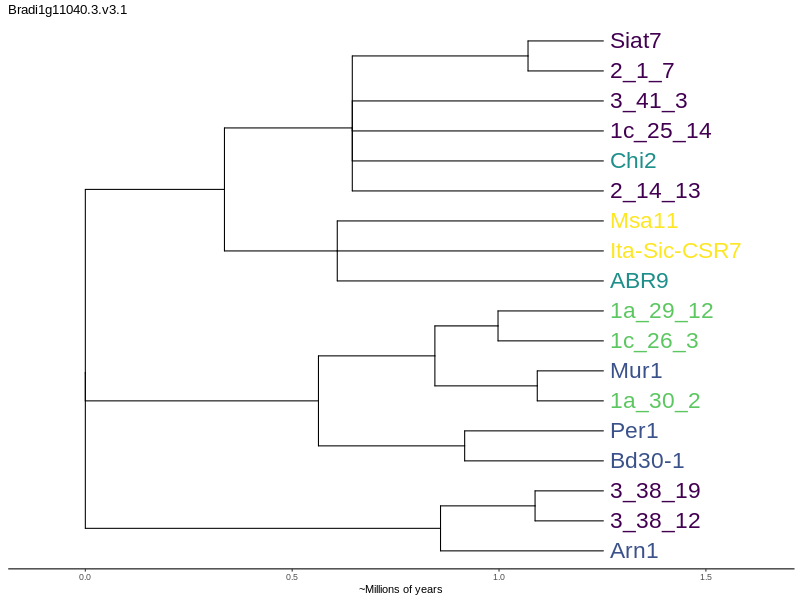 Bradi1g11040.3.v3.1
Siat7
2_1_7
3_41_3
1c_25_14
Chi2
2_14_13
Msa11
Ita-Sic-CSR7
ABR9
1a_29_12
1c_26_3
Mur1
1a_30_2
Per1
Bd30-1
3_38_19
3_38_12
Arn1
0.0 0.5 1.0 1.5
~Millions of years